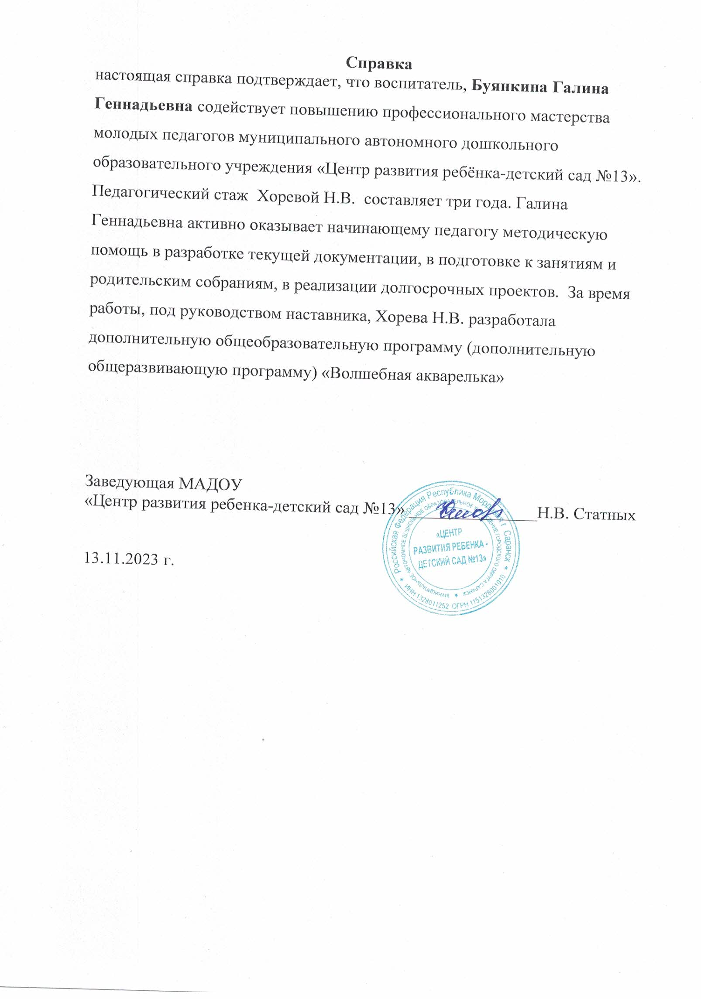 Справка
настоящая справка подтверждает, что воспитатель, Буянкина Галина
Геннадьевна содействует повышению профессионального мастерства
молодых педагогов муниципального автономного дошкольного
образовательного учреждения «Центр развития ребёнка-детский сад №13».
Педагогический стаж  Хоревой Н.В.  составляет три года. Галина
Геннадьевна активно оказывает начинающему педагогу методическую
помощь в разработке текущей документации, в подготовке к занятиям и
родительским собраниям, в реализации долгосрочных проектов.  За время
работы, под руководством наставника, Хорева Н.В. разработала
дополнительную общеобразовательную программу (дополнительную
общеразвивающую программу) «Волшебная акварелька»
Заведующая МАДОУ
«Центр развития ребенка-детский сад №13» ______________Н.В. Статных
13.11.2023 г.
Российская Федерация Республика Мордовия г. Саранск
★ ИНН 1328011252 ОГРН 1151328001010 ★
МУНИЦИПАЛЬНОЕ АВТОНОМНОЕ ДОШКОЛЬНОЕ ОБРАЗОВАТЕЛЬНОЕ УЧРЕЖДЕНИЕ ГОРОДСКОГО ОКРУГА САРАНСК ★
«ЦЕНТР
РАЗВИТИЯ РЕБЕНКА -
ДЕТСКИЙ САД №13»